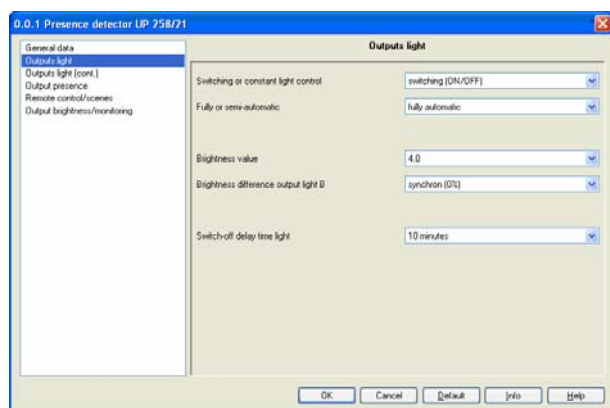 0.0.1 Presence detector UP 258/21
General data
Outputs light
Outputs light (cont.)
Output presence
Remote control/scenes
Output brightness/monitoring
Outputs light
Switching or constant light control
switching (ON/OFF)
Fully or semi-automatic
fully automatic
Brightness value
4.0
Brightness difference output light B
synchron (0%)
Switch-off delay time light
10 minutes
OK
Cancel
Default
Info
Help